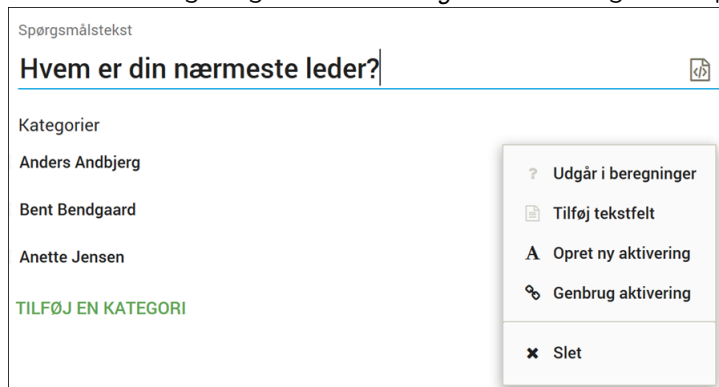 Spørgsmålstekst
Hvem er din nærmeste leder?
Kategorier
Anders Andbjerg
Bent Bendgaard
Anette Jensen
TILFØJ EN KATEGORI
? Udgår i beregninger
Tilføj tekstfelt
A Opret ny aktivering
Genbrug aktivering
Slet